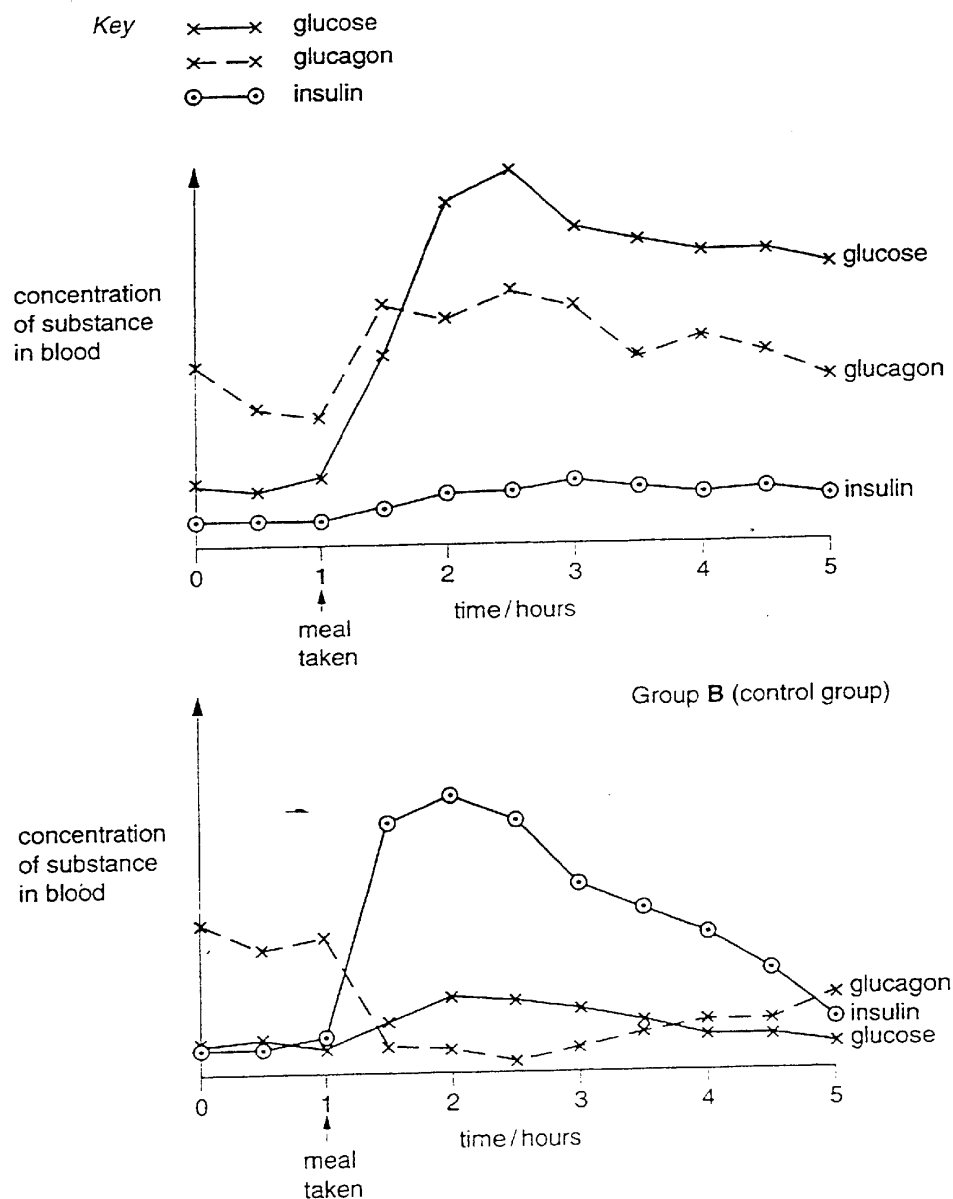 Key
glucose
glucagon
insulin
concentration
of substance
in blood
glucose
glucagon
insulin
0 1 2 3 4 5
time/hours
meal
taken
Group B (control group)
concentration
of substance
in blood
glucagon
insulin
glucose
0 1 2 3 4 5
time/hours
meal
taken